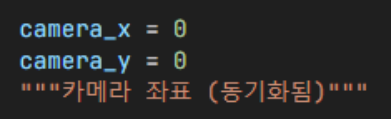 camera_x = 0
camera_y = 0
"""카메라 좌표 (동기화됨)"""